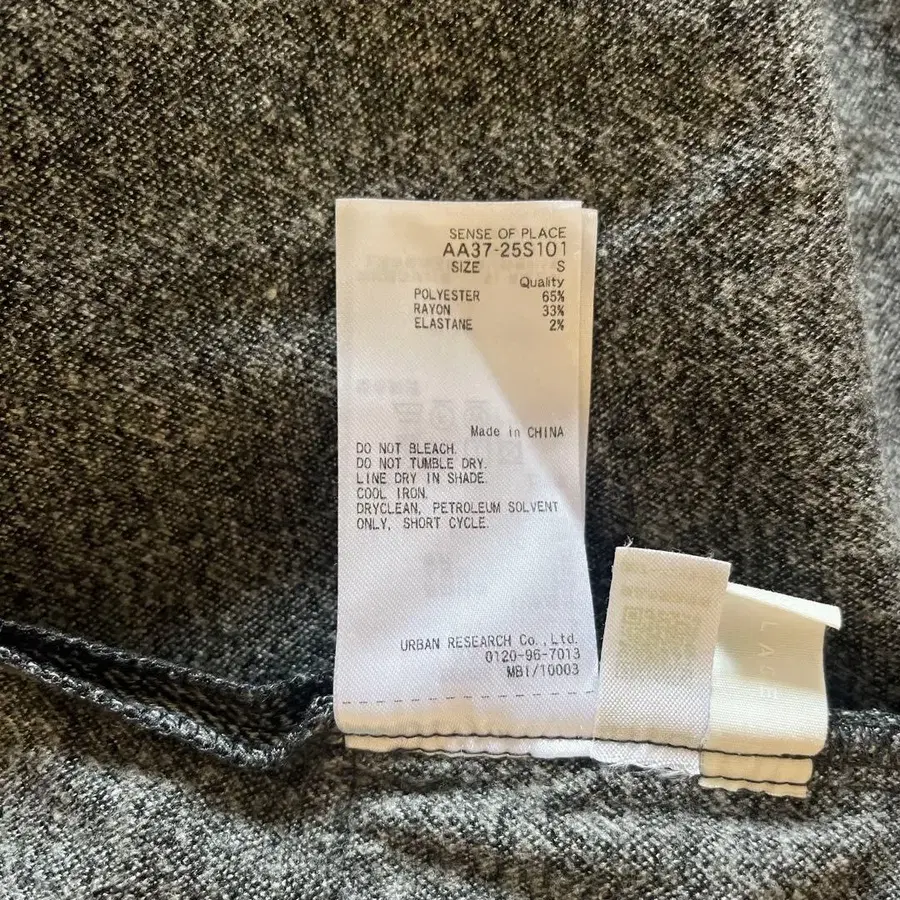 SENSE OF PLACE
AA37-25S101
SIZE S
Quality
POLYESTER 65%
RAYON 33%
ELASTANE 2%
Made in CHINA
DO NOT BLEACH.
DO NOT TUMBLE DRY.
LINE DRY IN SHADE.
COOL IRON.
DRYCLEAN, PETROLEUM SOLVENT
ONLY, SHORT CYCLE.
URBAN RESEARCH Co.,Ltd.
0120-96-7013
MBI/10003